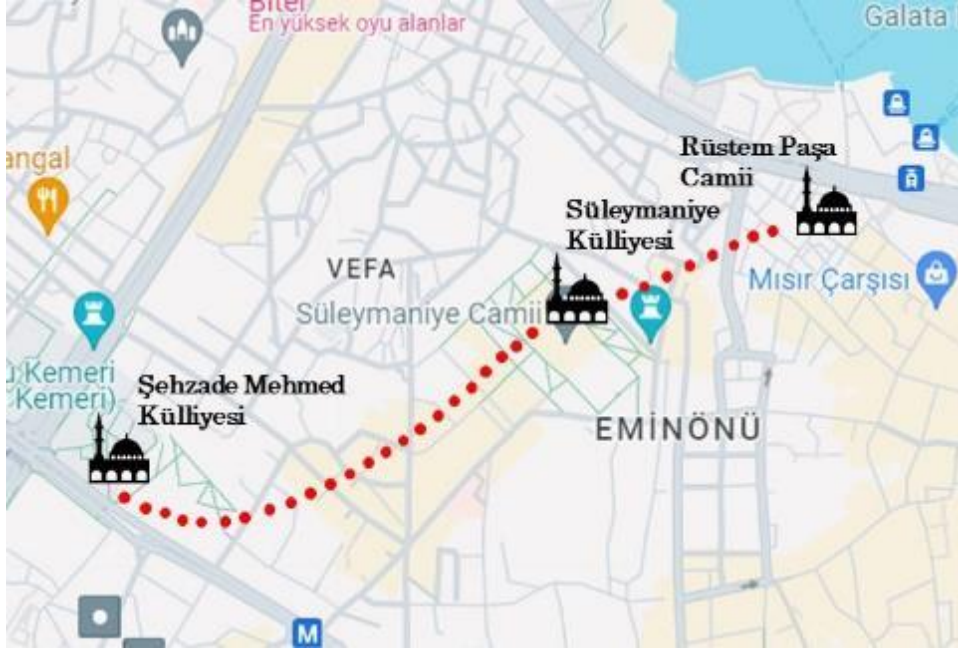 Biler
En yüksek oyu alanlar
Galata
angal
Rüstem Paşa
Camii
Süleymaniye
Külliyesi
VEFA
Mısır Çarşısı
Süleymaniye Camii
u Kemeri
Kemeri)
Şehzade Mehmed
Külliyesi
EMİNÖNÜ
M